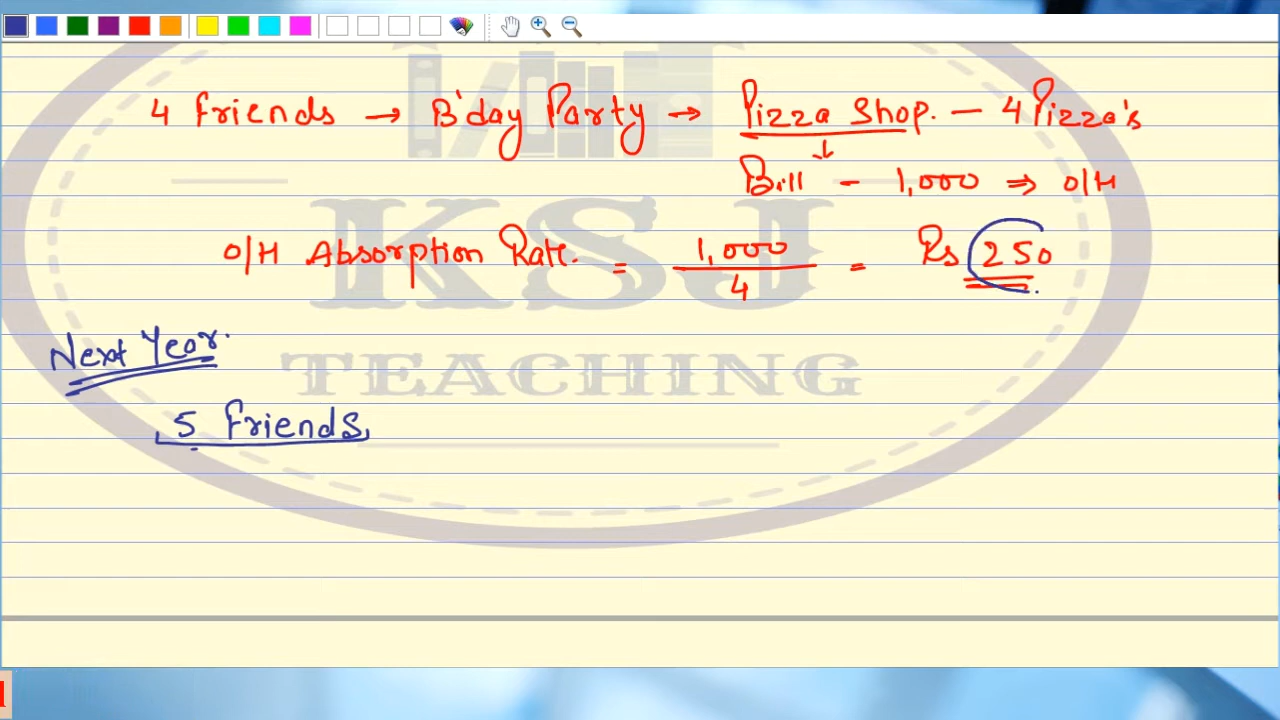 4 Friends → B'day Party → Pizza Shop. – 4 Pizza's
↓
Bill – 1,000 ⇒ O/H
O/H Absorption Rate. = 1,000 / 4 = Rs 250
Next Year.
5 Friends
KSJ
TEACHING